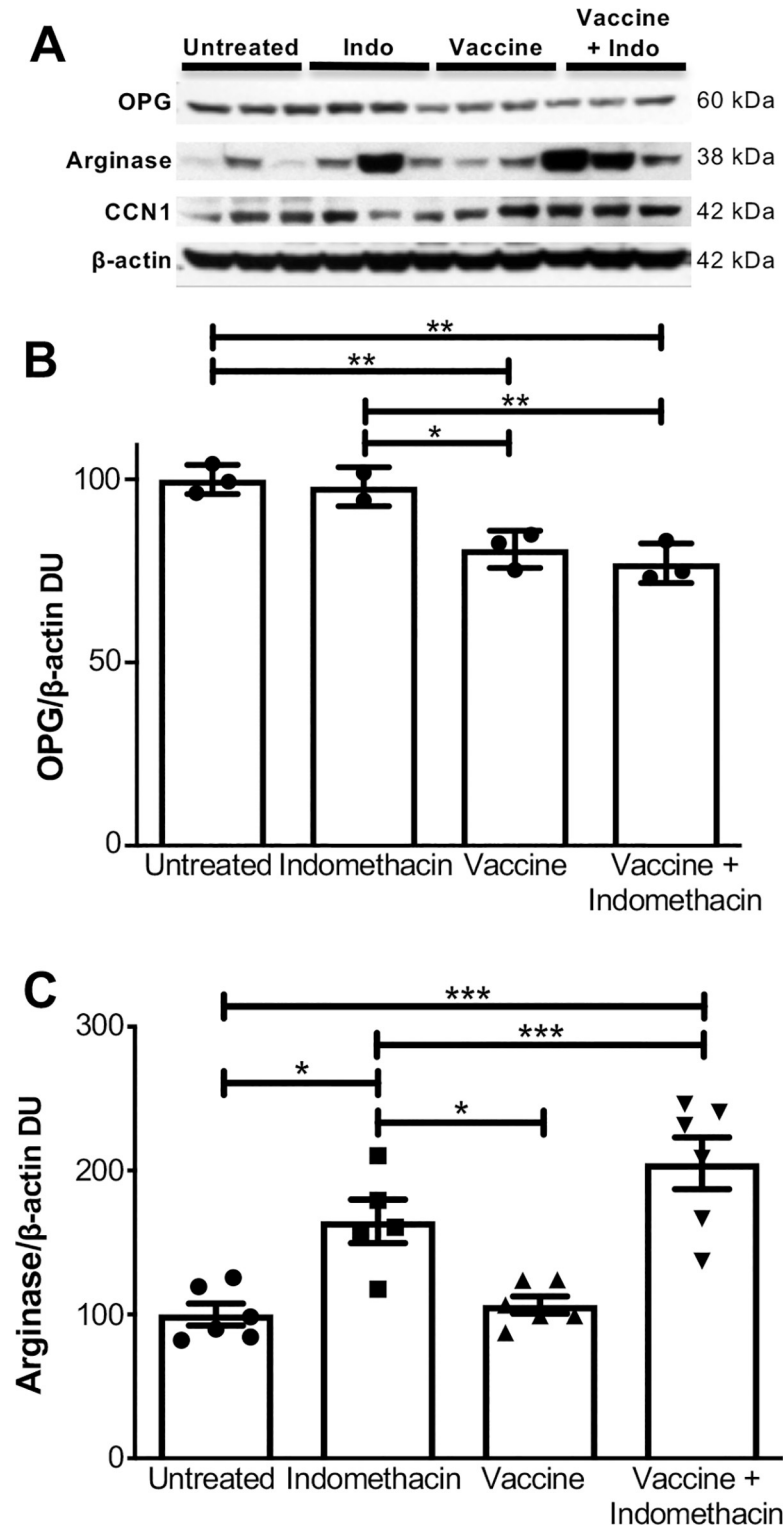 A
Untreated Indo Vaccine Vaccine
+ Indo
OPG 60 kDa
Arginase 38 kDa
CCN1 42 kDa
β-actin 42 kDa
B
**
**
**
*
OPG/β-actin DU
100
50
0
Untreated Indomethacin Vaccine Vaccine +
Indomethacin
C
***
***
*
*
Arginase/β-actin DU
300
200
100
0
Untreated Indomethacin Vaccine Vaccine +
Indomethacin